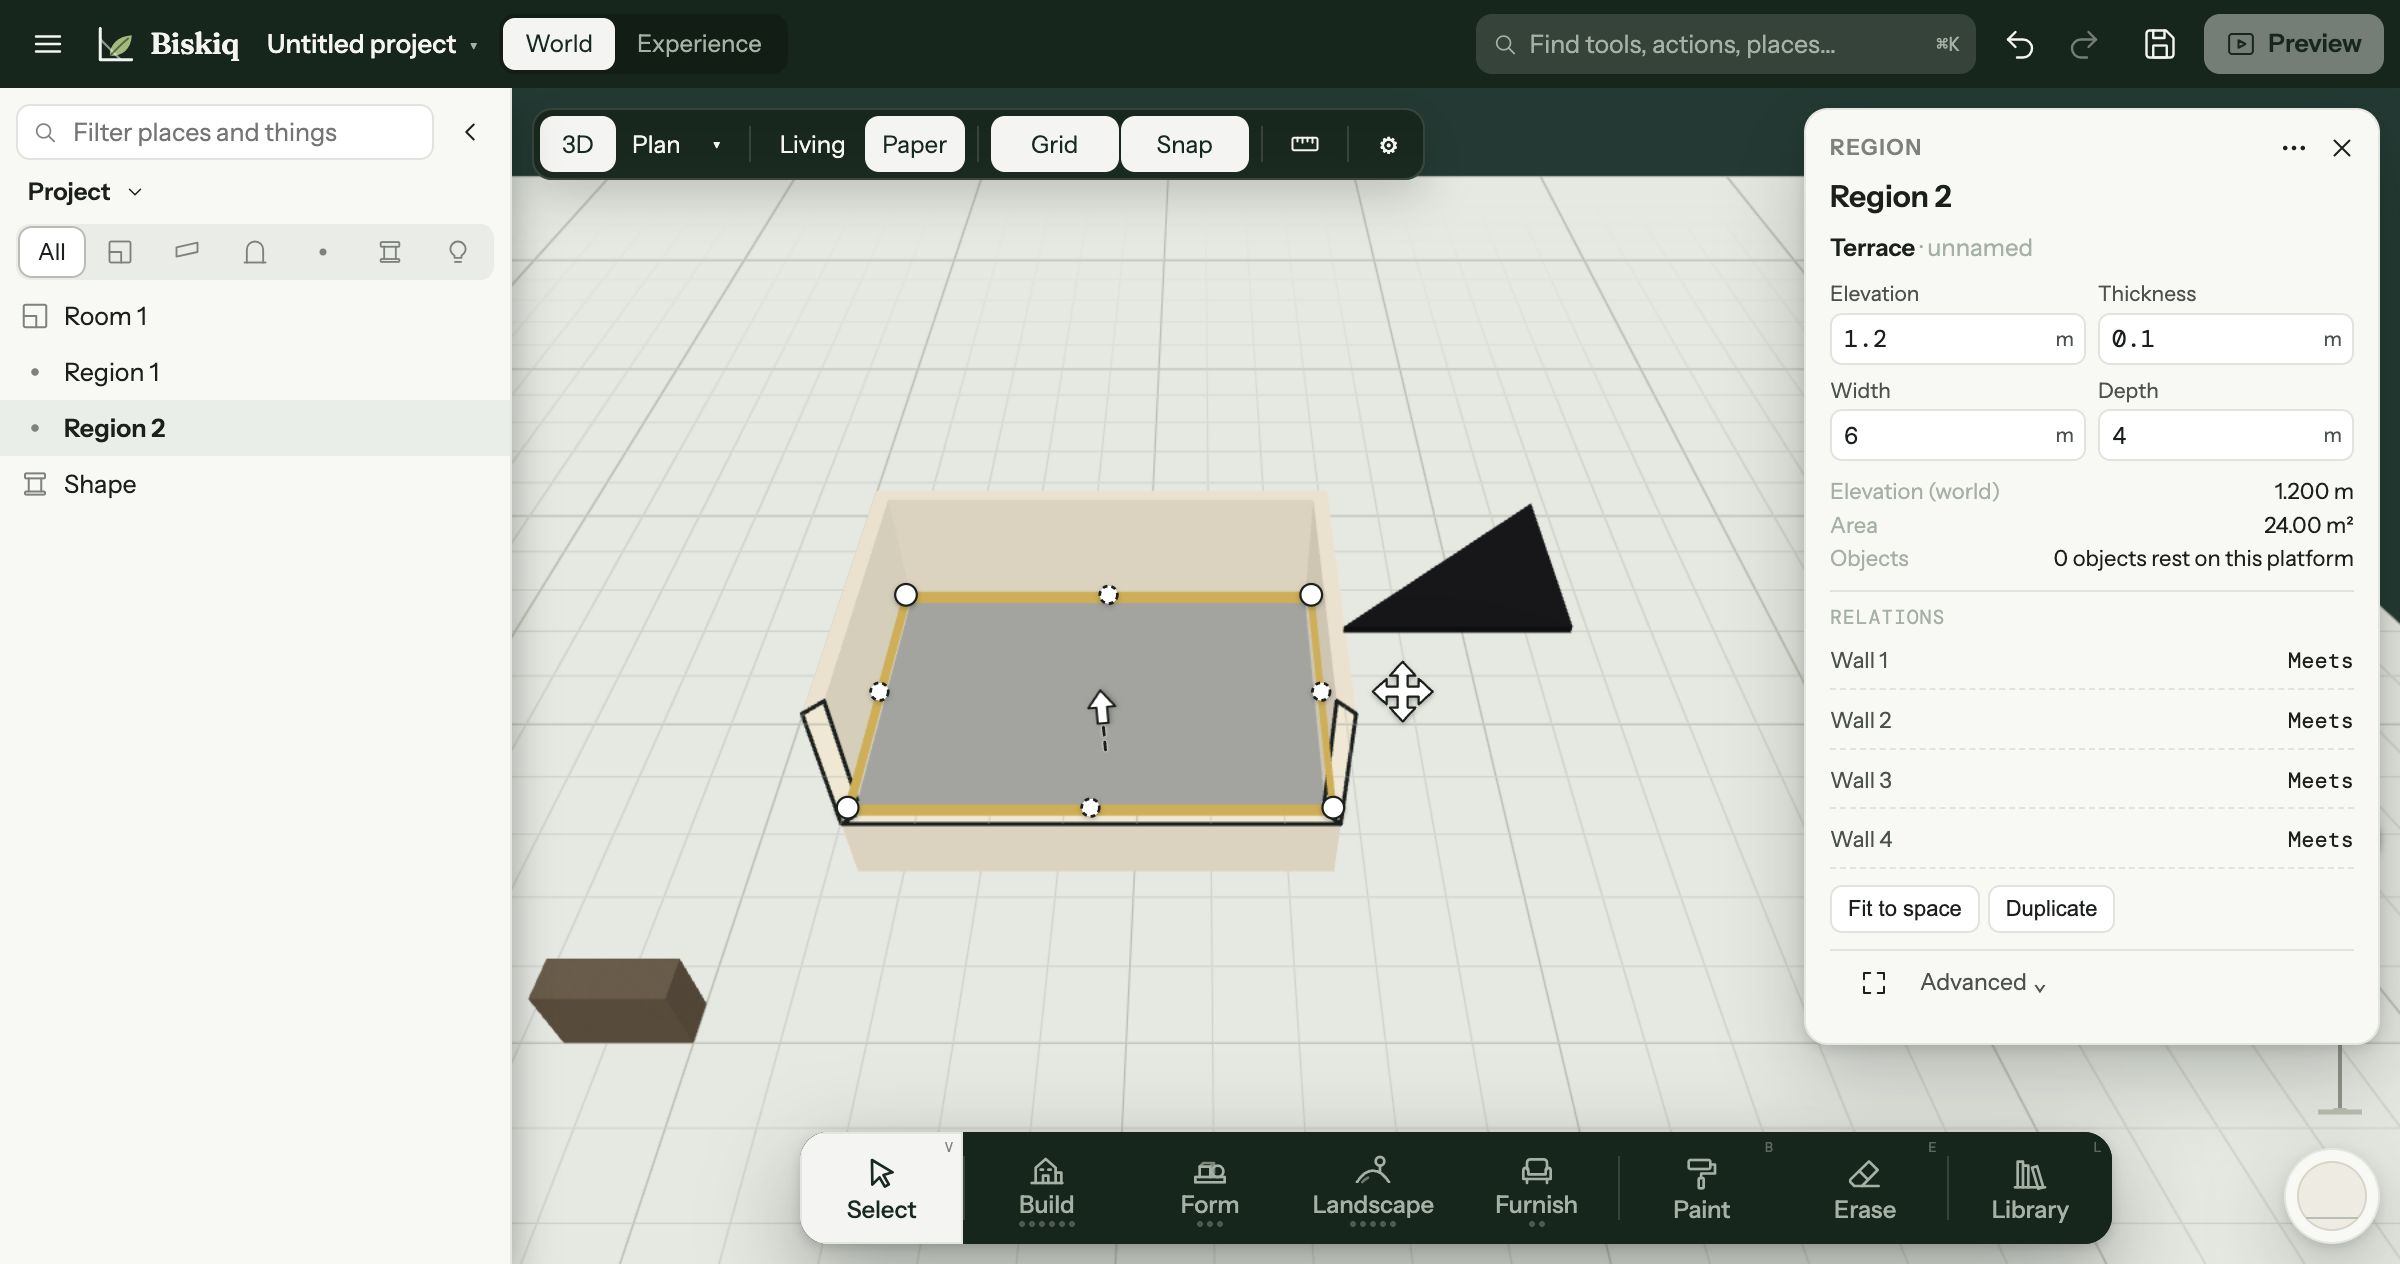 Biskiq
Untitled project
World
Experience
Find tools, actions, places...
⌘K
Preview
Filter places and things
Project
All
Room 1
Region 1
Region 2
Shape
3D
Plan
Living
Paper
Grid
Snap
REGION
Region 2
Terrace · unnamed
Elevation
Thickness
1.2 m
0.1 m
Width
Depth
6 m
4 m
Elevation (world) 1.200 m
Area 24.00 m²
Objects 0 objects rest on this platform
RELATIONS
Wall 1 Meets
Wall 2 Meets
Wall 3 Meets
Wall 4 Meets
Fit to space
Duplicate
Advanced
V
Select
Build
Form
Landscape
Furnish
B
Paint
E
Erase
L
Library